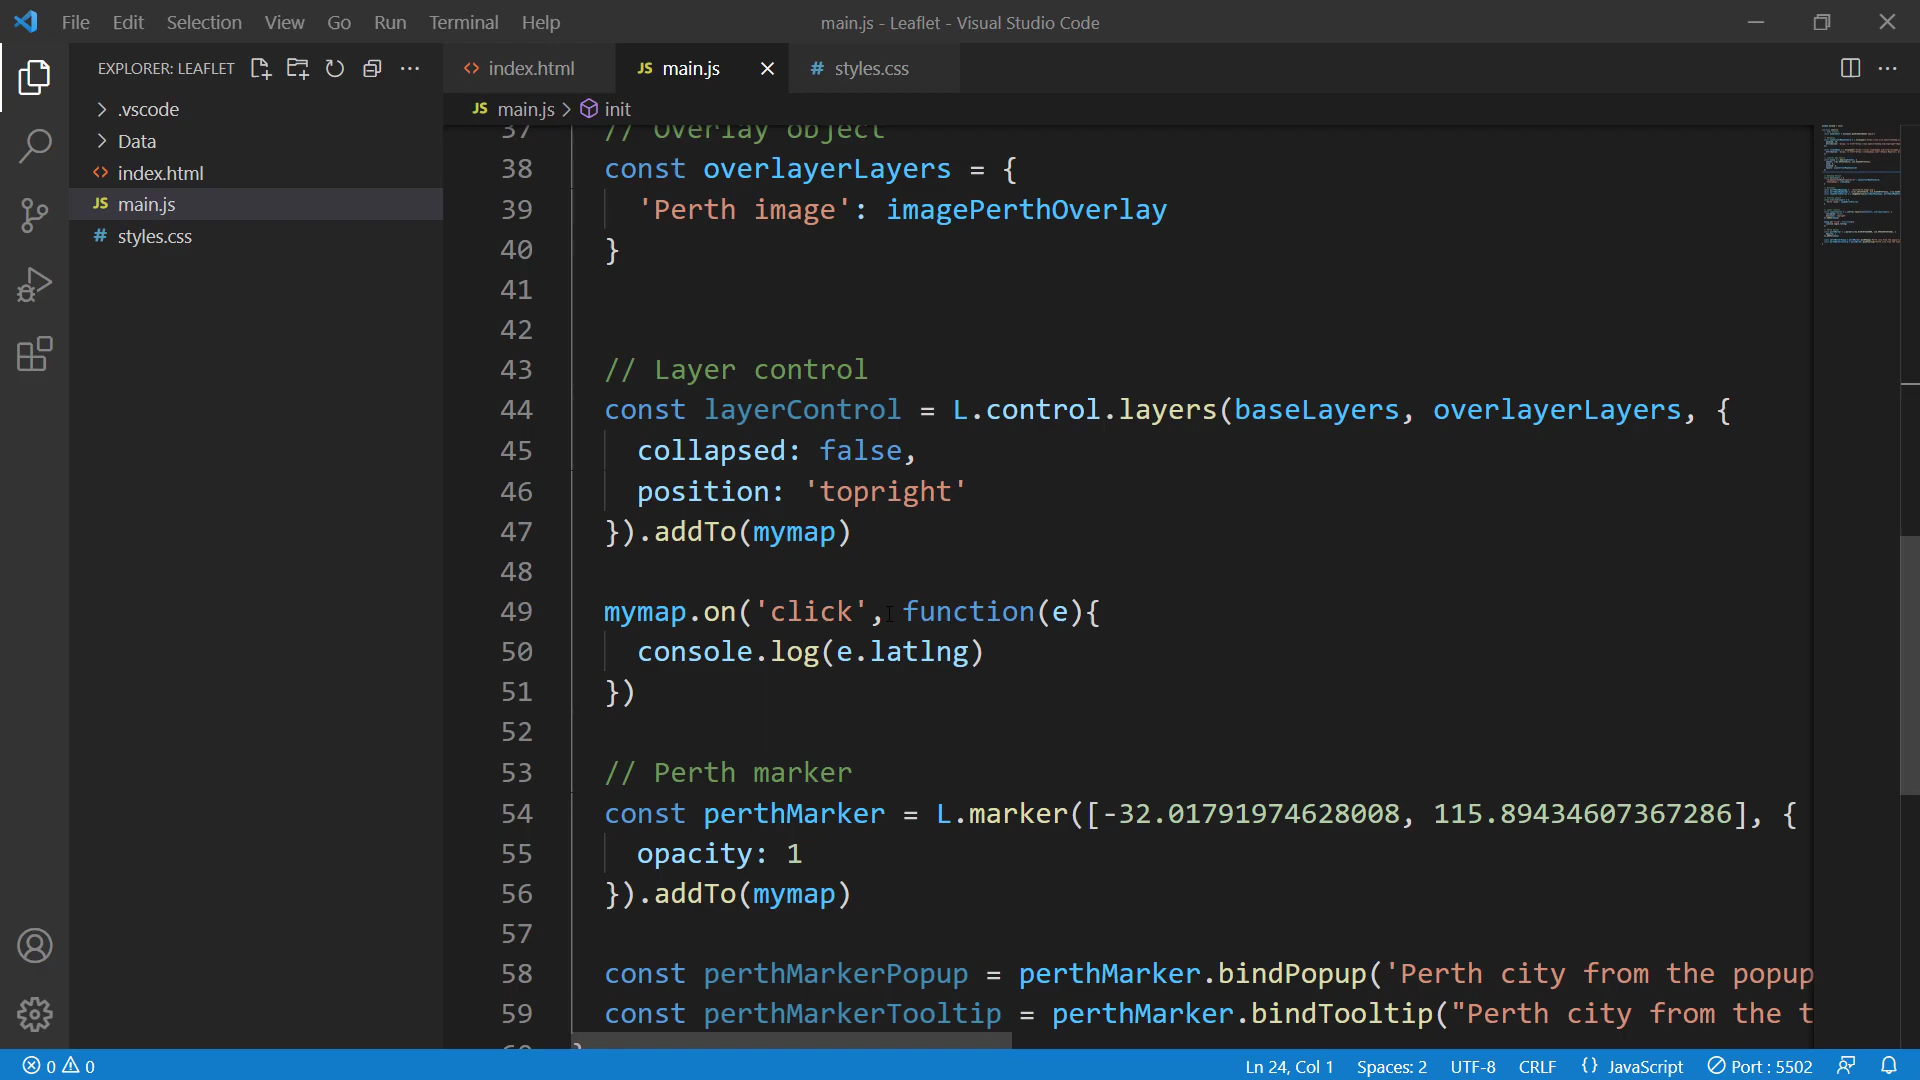 File Edit Selection View Go Run Terminal Help
main.js - Leaflet - Visual Studio Code
EXPLORER: LEAFLET
.vscode
Data
<> index.html
JS main.js
# styles.css
<> index.html
JS main.js
# styles.css
JS main.js > init
37 // Overlay object
38 const overlayerLayers = {
39 'Perth image': imagePerthOverlay
40 }
41
42
43 // Layer control
44 const layerControl = L.control.layers(baseLayers, overlayerLayers, {
45 collapsed: false,
46 position: 'topright'
47 }).addTo(mymap)
48
49 mymap.on('click', function(e){
50 console.log(e.latlng)
51 })
52
53 // Perth marker
54 const perthMarker = L.marker([-32.01791974628008, 115.89434607367286], {
55 opacity: 1
56 }).addTo(mymap)
57
58 const perthMarkerPopup = perthMarker.bindPopup('Perth city from the popup
59 const perthMarkerTooltip = perthMarker.bindTooltip("Perth city from the t
0 0
Ln 24, Col 1 Spaces: 2 UTF-8 CRLF {} JavaScript Port : 5502